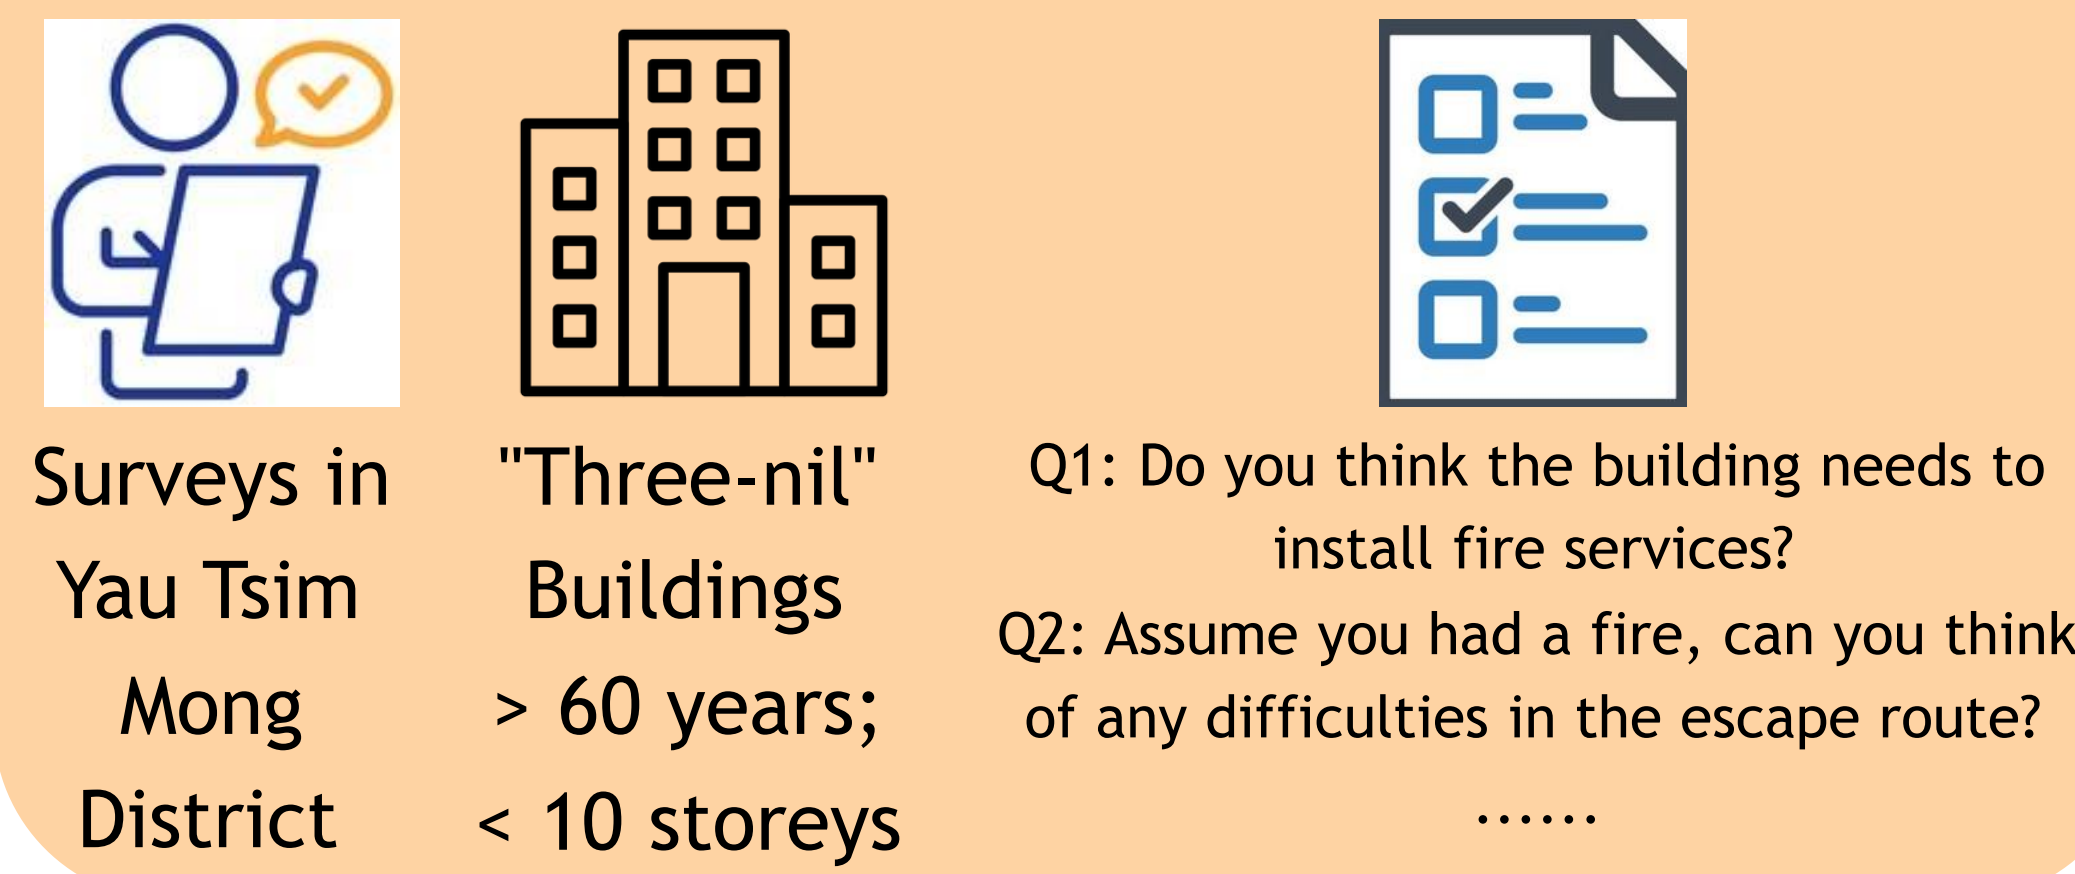 Surveys in
Yau Tsim
Mong
District
"Three-nil"
Buildings
> 60 years;
< 10 storeys
Q1: Do you think the building needs to
install fire services?
Q2: Assume you had a fire, can you think
of any difficulties in the escape route?
......